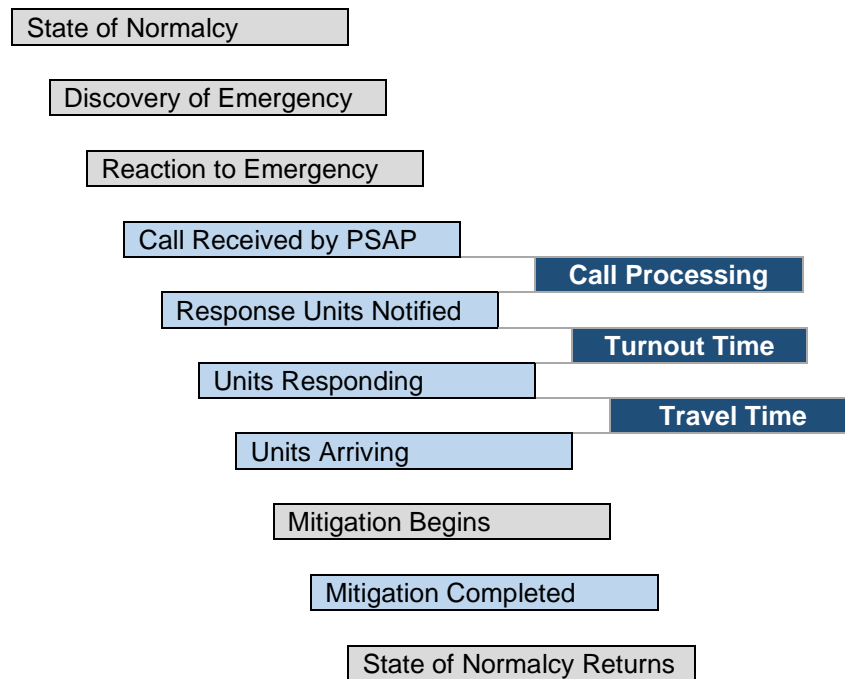 State of Normalcy
Discovery of Emergency
Reaction to Emergency
Call Received by PSAP
Call Processing
Response Units Notified
Turnout Time
Units Responding
Travel Time
Units Arriving
Mitigation Begins
Mitigation Completed
State of Normalcy Returns